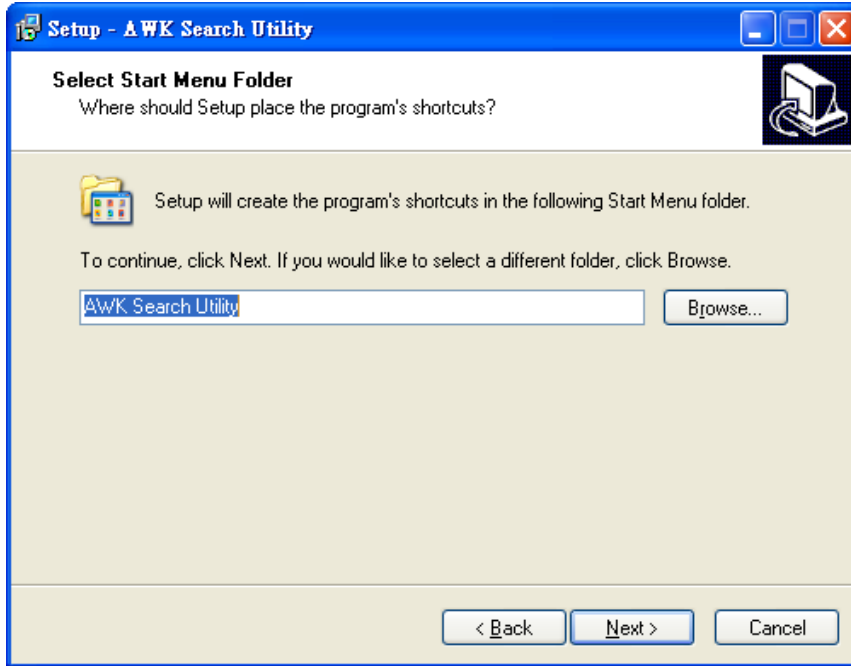 Setup - AWK Search Utility
Select Start Menu Folder
Where should Setup place the program's shortcuts?
Setup will create the program's shortcuts in the following Start Menu folder.
To continue, click Next. If you would like to select a different folder, click Browse.
AWK Search Utility
Browse...
< Back
Next >
Cancel